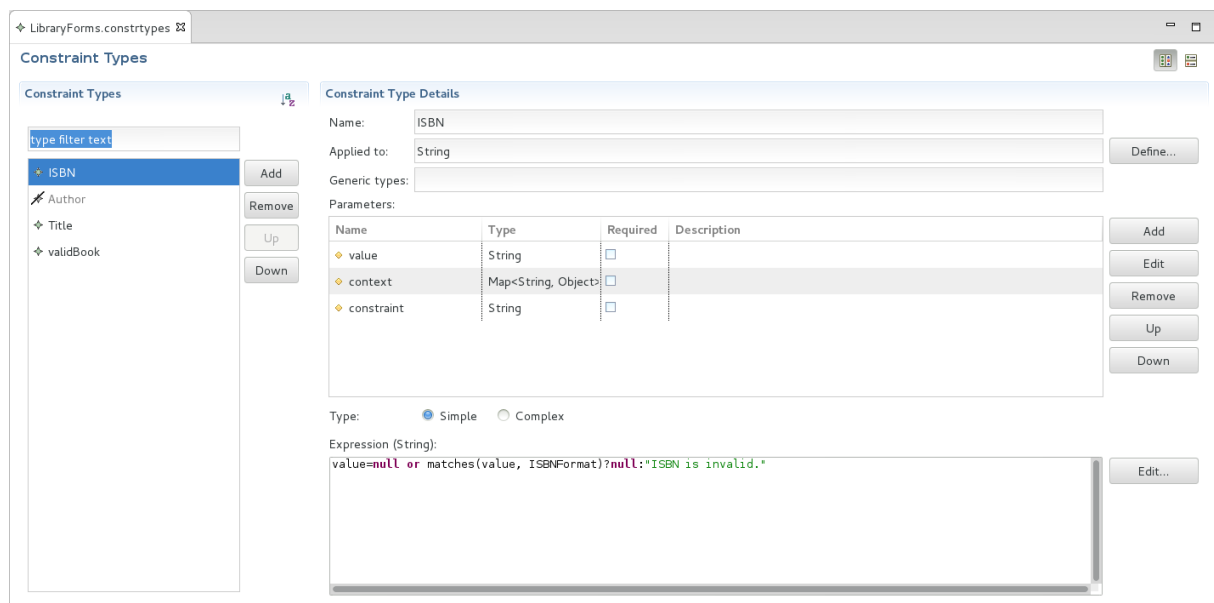 LibraryForms.constrtypes
Constraint Types
Constraint Types
type filter text
ISBN
Author
Title
validBook
Add
Remove
Up
Down
Constraint Type Details
Name: ISBN
Applied to: String Define...
Generic types:
Parameters:
Name Type Required Description
value String
context Map<String, Object>
constraint String
Add
Edit
Remove
Up
Down
Type: Simple Complex
Expression (String):
value=null or matches(value, ISBNFormat)?null:"ISBN is invalid."
Edit...